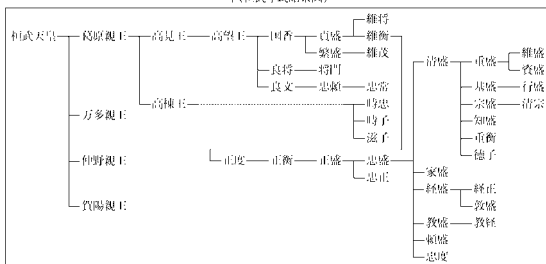 維将
桓武天皇 葛原親王 高見王 高望王 国香 貞盛 維衡
繁盛 維茂
良将 将門
良文 忠頼 忠常
高棟王 時忠
時子
滋子
万多親王
仲野親王
賀陽親王
正度 正衡 正盛 忠盛
忠正
清盛 重盛 維盛
資盛
基盛 行盛
宗盛 清宗
知盛
重衡
徳子
家盛
経盛 経正
敦盛
教盛 教経
頼盛
忠度